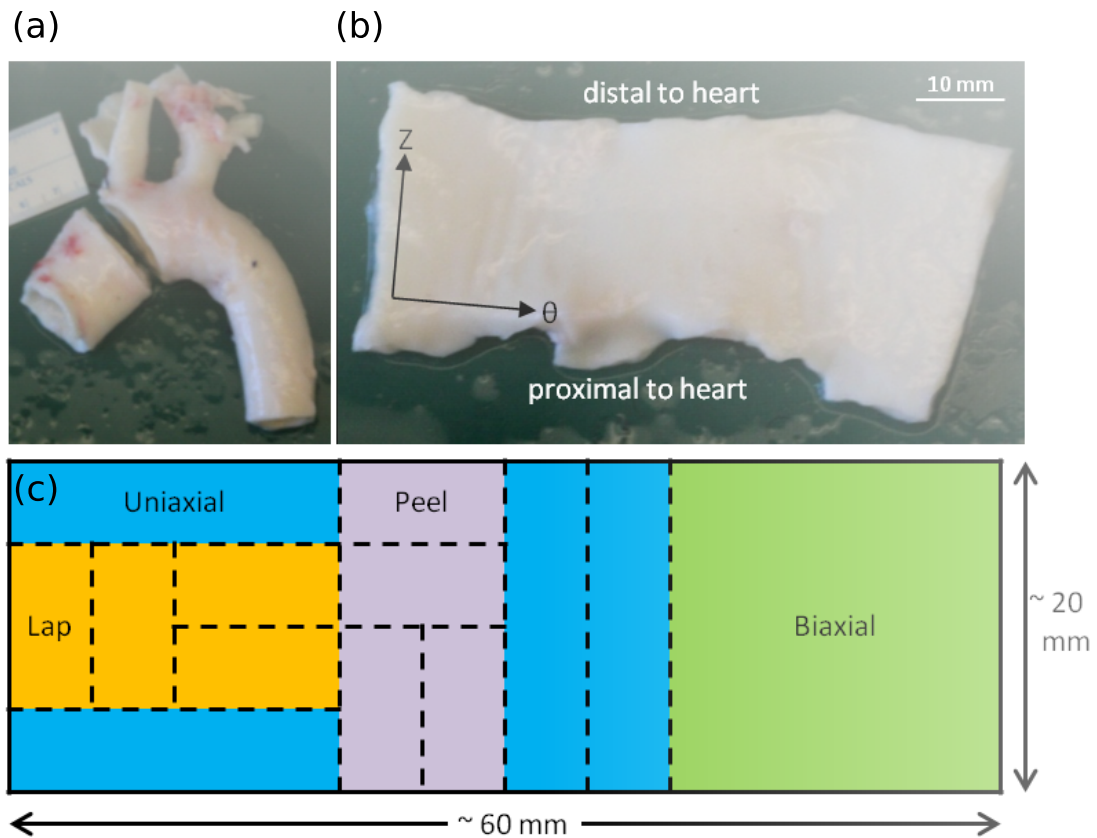 (a)
(b)
distal to heart
10 mm
Z
θ
proximal to heart
(c)
Uniaxial
Peel
Lap
Biaxial
~ 20
mm
~ 60 mm